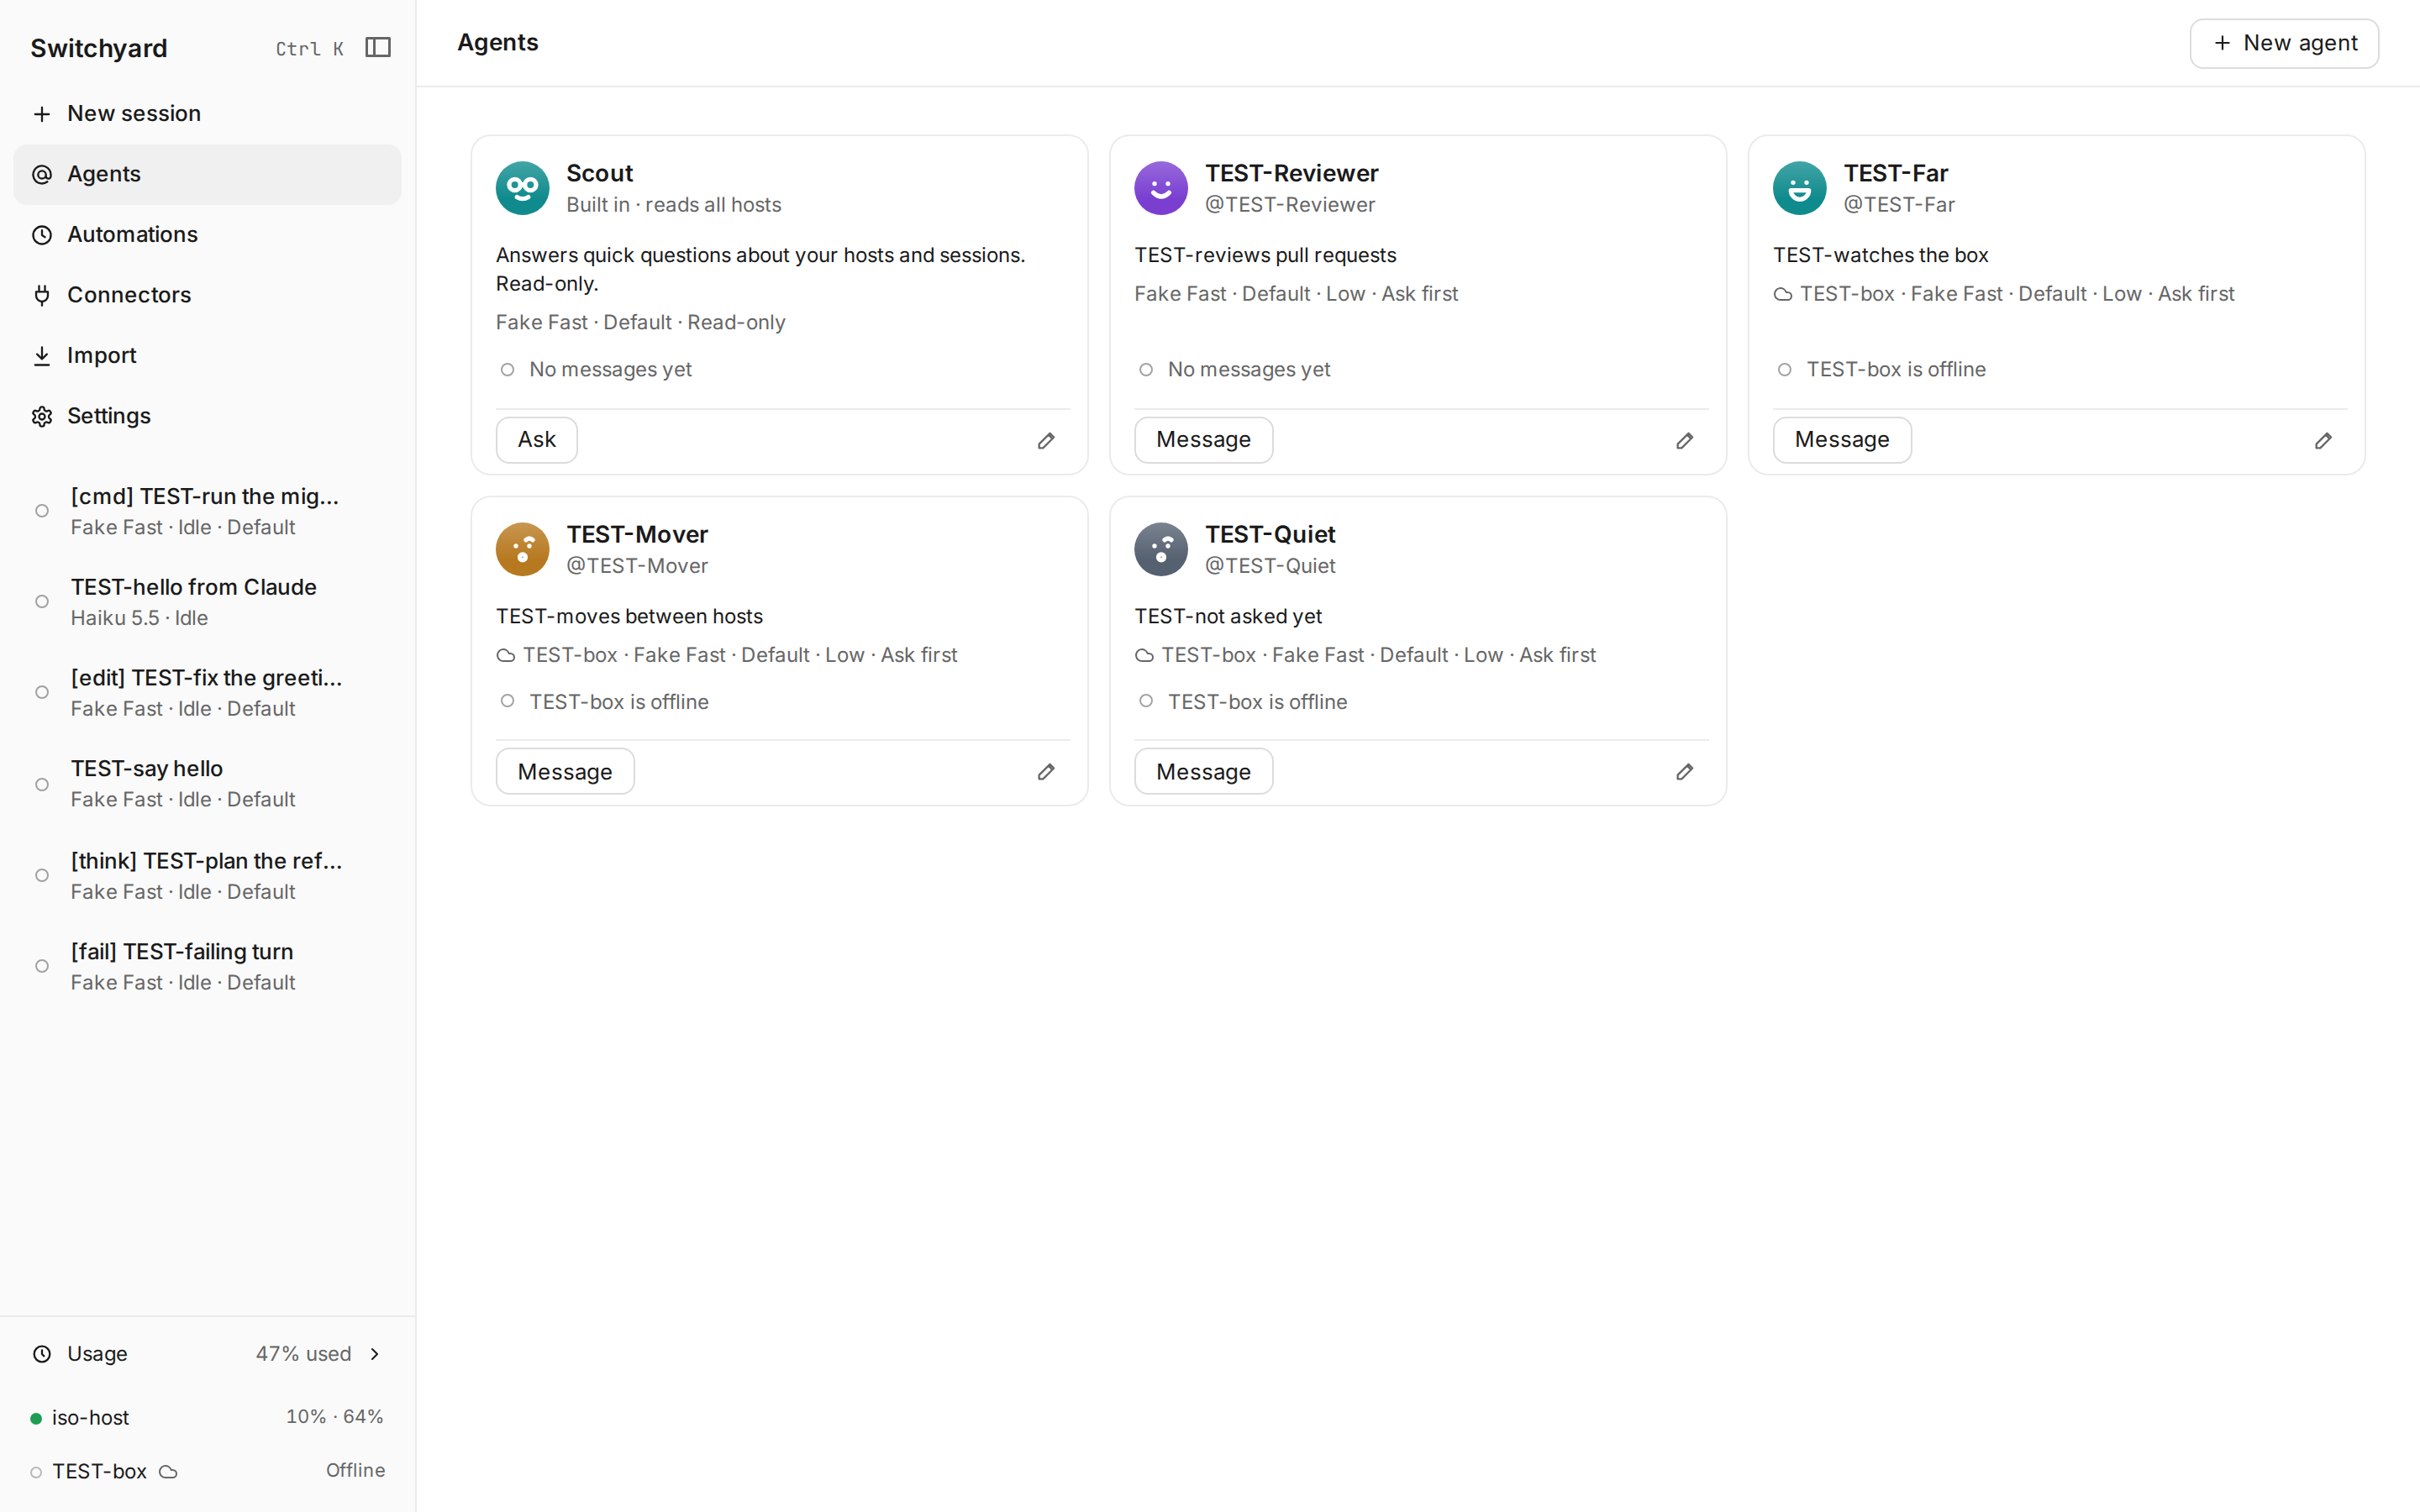 Switchyard
Ctrl K
New session
Agents
Automations
Connectors
Import
Settings
[cmd] TEST-run the mig...
Fake Fast · Idle · Default
TEST-hello from Claude
Haiku 5.5 · Idle
[edit] TEST-fix the greeti...
Fake Fast · Idle · Default
TEST-say hello
Fake Fast · Idle · Default
[think] TEST-plan the ref...
Fake Fast · Idle · Default
[fail] TEST-failing turn
Fake Fast · Idle · Default
Usage 47% used
iso-host 10% · 64%
TEST-box Offline
Agents
New agent
Scout
Built in · reads all hosts
Answers quick questions about your hosts and sessions.
Read-only.
Fake Fast · Default · Read-only
No messages yet
Ask
TEST-Reviewer
@TEST-Reviewer
TEST-reviews pull requests
Fake Fast · Default · Low · Ask first
No messages yet
Message
TEST-Far
@TEST-Far
TEST-watches the box
TEST-box · Fake Fast · Default · Low · Ask first
TEST-box is offline
Message
TEST-Mover
@TEST-Mover
TEST-moves between hosts
TEST-box · Fake Fast · Default · Low · Ask first
TEST-box is offline
Message
TEST-Quiet
@TEST-Quiet
TEST-not asked yet
TEST-box · Fake Fast · Default · Low · Ask first
TEST-box is offline
Message